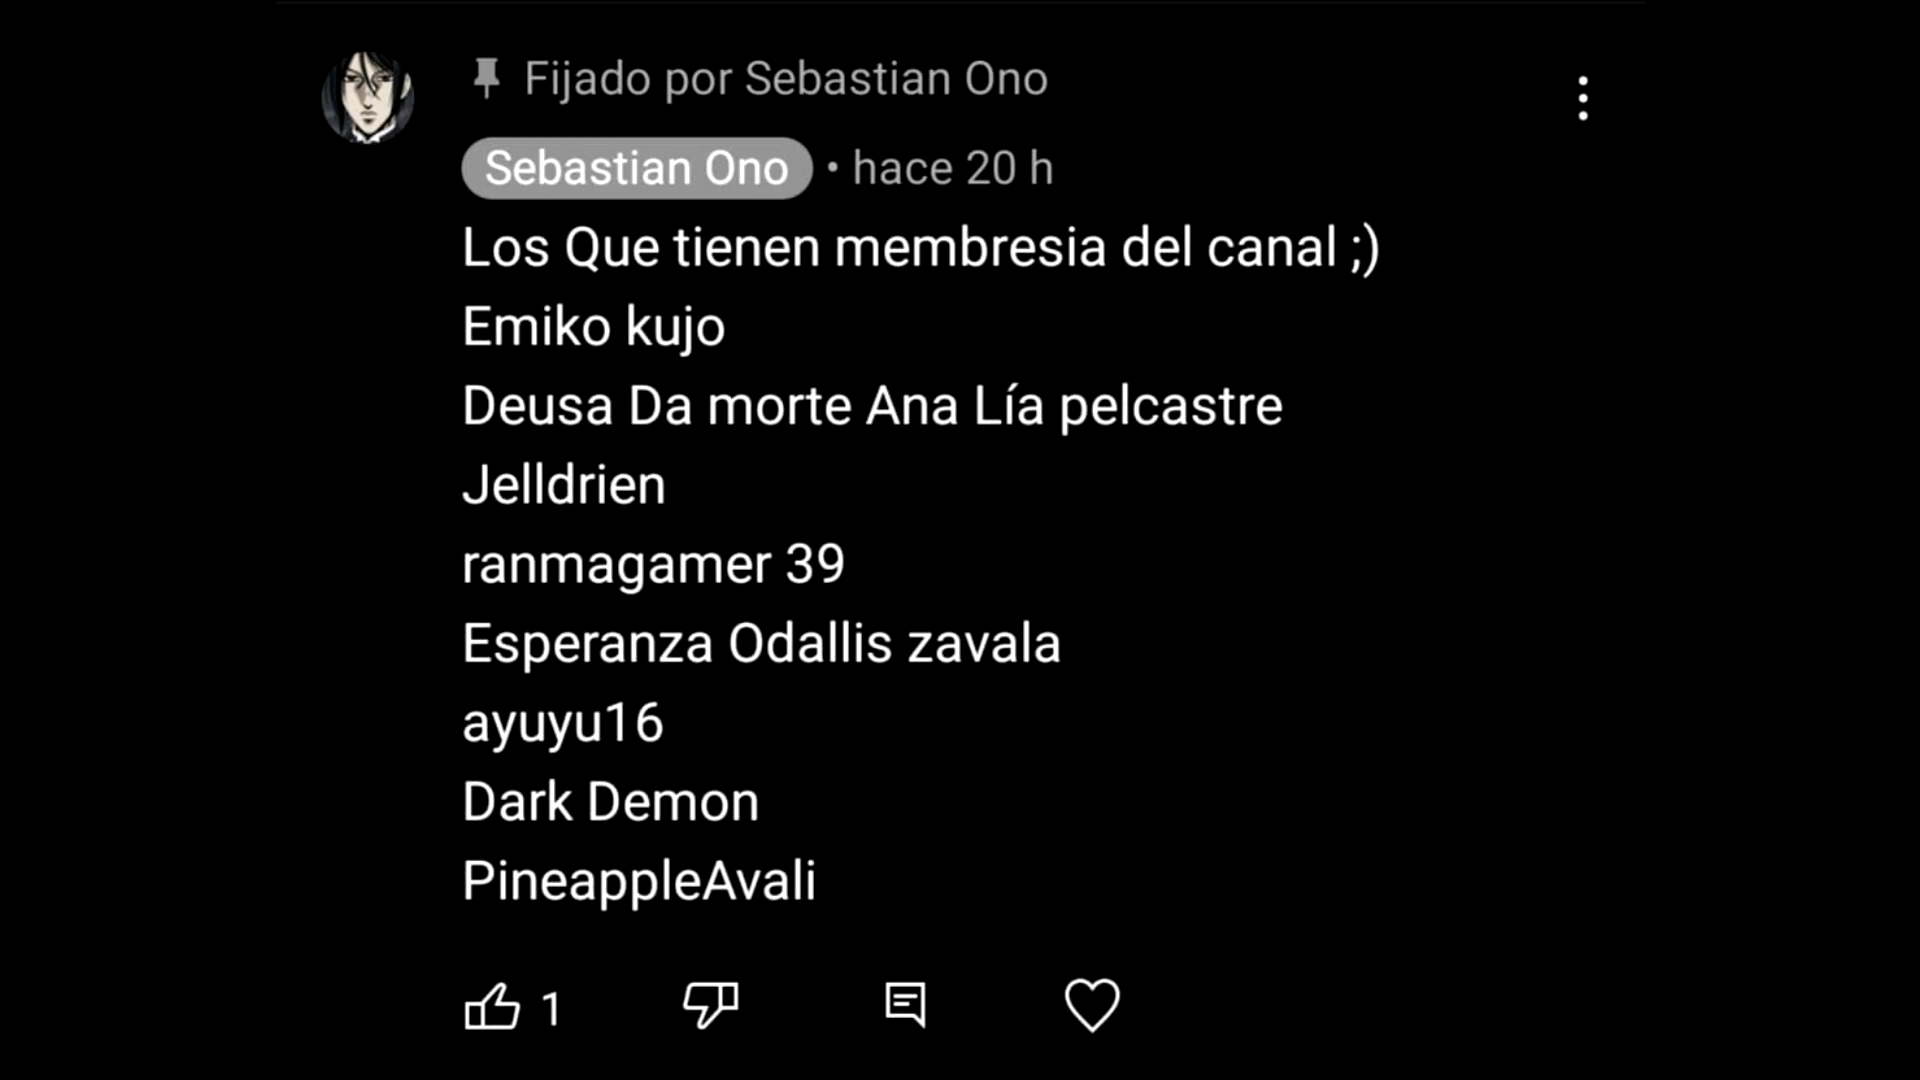 Fijado por Sebastian Ono
Sebastian Ono • hace 20 h
Los Que tienen membresia del canal ;)
Emiko kujo
Deusa Da morte Ana Lía pelcastre
Jelldrien
ranmagamer 39
Esperanza Odallis zavala
ayuyu16
Dark Demon
PineappleAvali
1